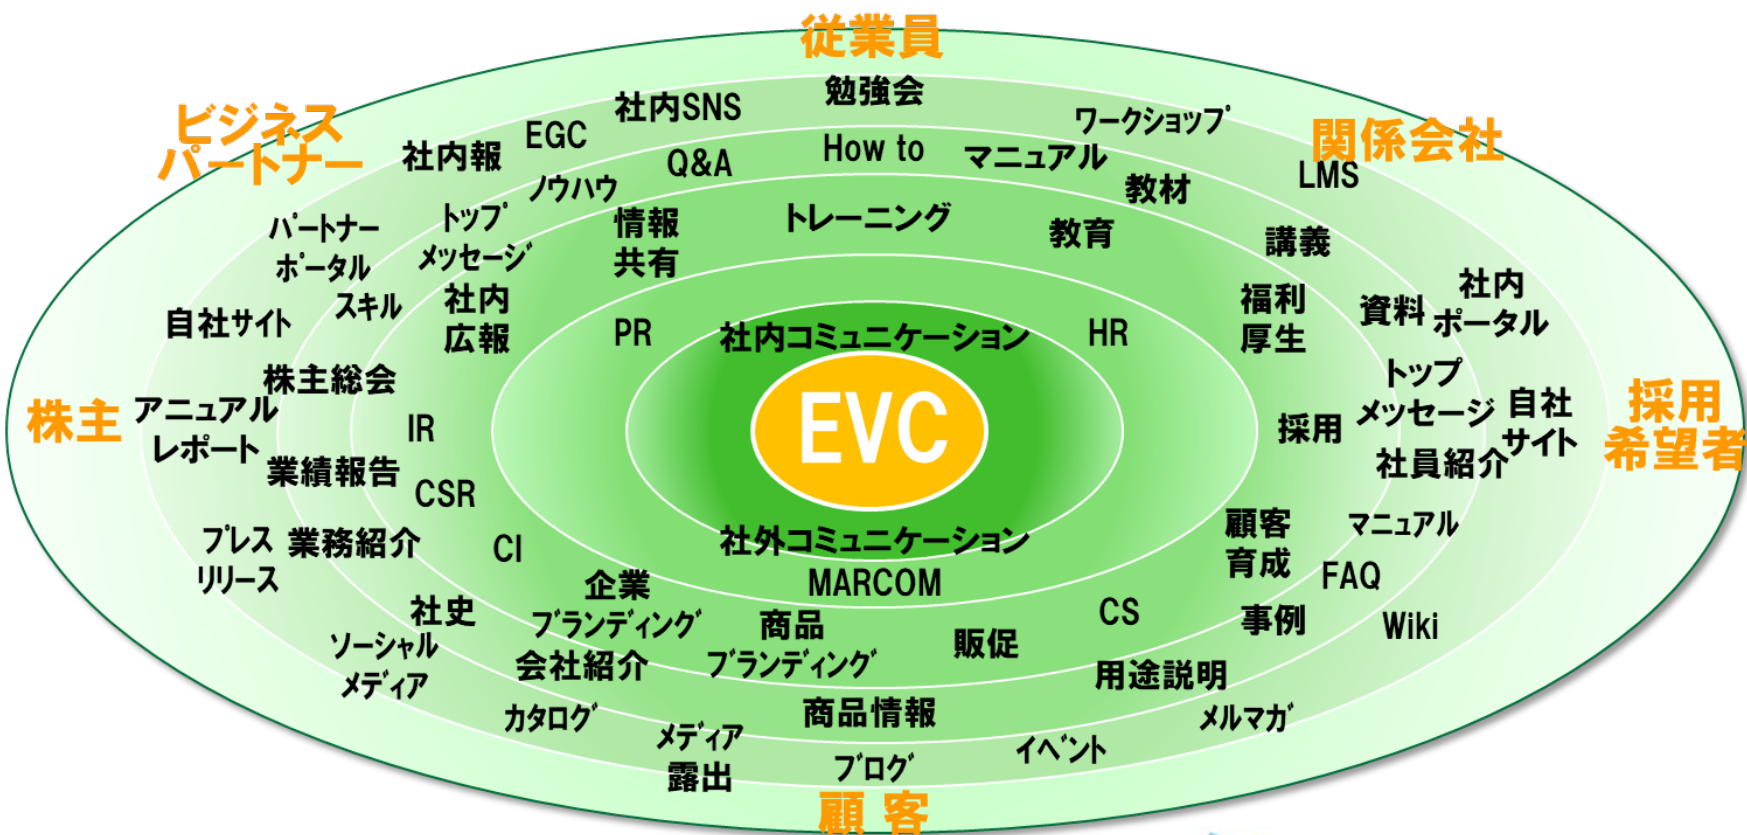 従業員
勉強会
社内SNS
ワークショップ
EGC
社内報
ビジネス
パートナー
関係会社
LMS
How to
Q&A
マニュアル
ノウハウ
教材
トップ
メッセージ
パートナー
ポータル
情報
共有
トレーニング
教育
講義
スキル
自社サイト
社内
広報
PR
社内コミュニケーション
HR
福利
厚生
資料
社内
ポータル
株主総会
アニュアル
レポート
株主
IR
EVC
採用
トップ
メッセージ
自社
サイト
採用
希望者
社員紹介
業績報告
CSR
プレス
リリース
業務紹介
CI
社外コミュニケーション
顧客
育成
マニュアル
FAQ
MARCOM
企業
ブランディング
商品
ブランディング
販促
CS
事例
Wiki
社史
ソーシャル
メディア
会社紹介
用途説明
カタログ
商品情報
メルマガ
メディア
露出
ブログ
イベント
顧客